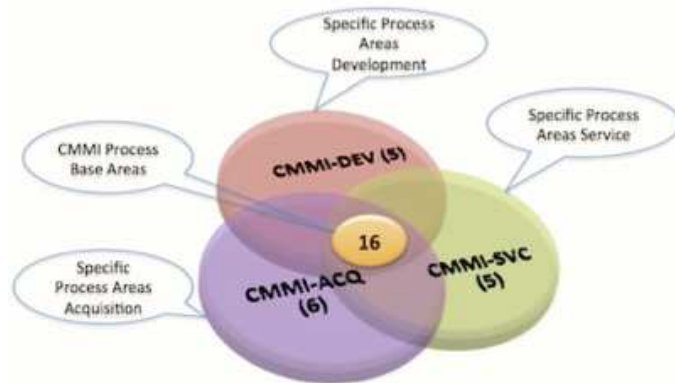 Specific Process
Areas
Development
Specific Process
Areas Service
CMMI Process
Base Areas
CMMI-DEV (5)
16
CMMI-SVC
(5)
CMMI-ACQ
(6)
Specific
Process Areas
Acquisition